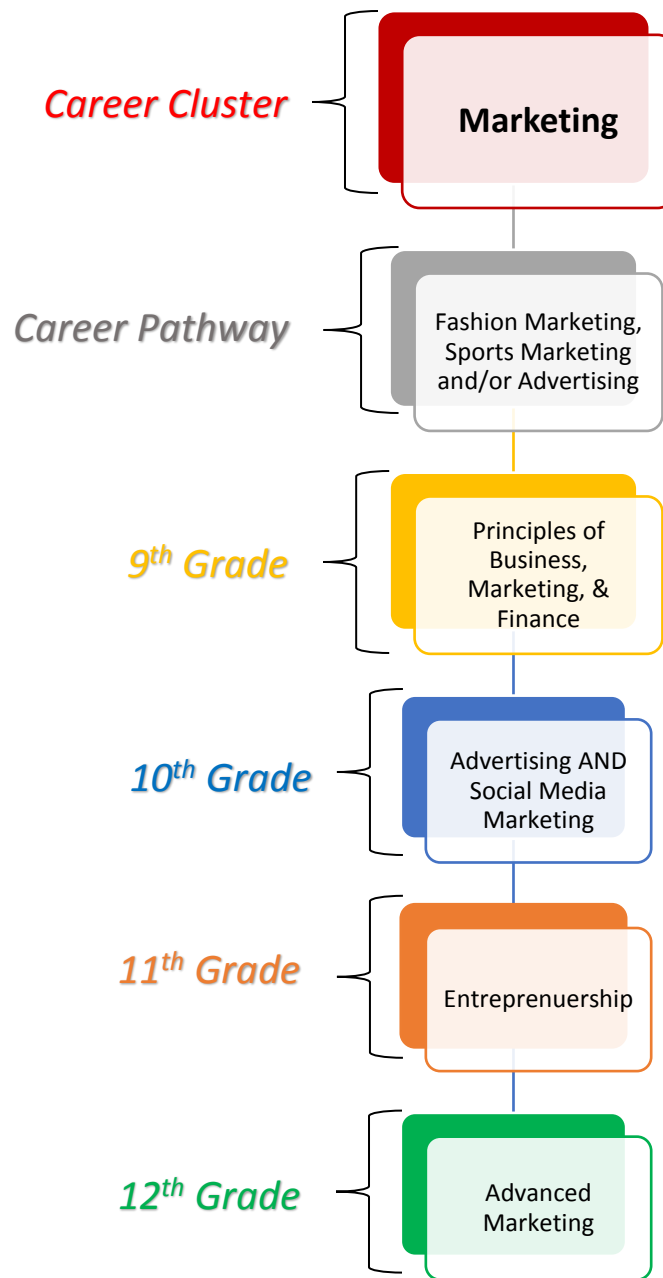 Career Cluster
Marketing
Career Pathway
Fashion Marketing,
Sports Marketing
and/or Advertising
9th Grade
Principles of
Business,
Marketing, &
Finance
10th Grade
Advertising AND
Social Media
Marketing
11th Grade
Entreprenuership
12th Grade
Advanced
Marketing